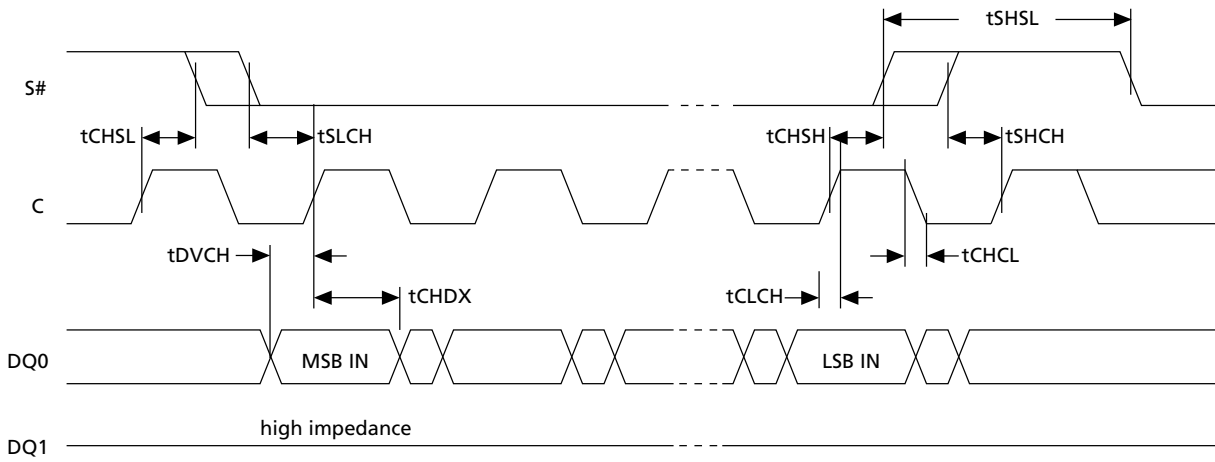 tSHSL
S#
tCHSL
tSLCH
tCHSH
tSHCH
C
tDVCH
tCHCL
tCHDX
tCLCH
DQ0
MSB IN
LSB IN
high impedance
DQ1